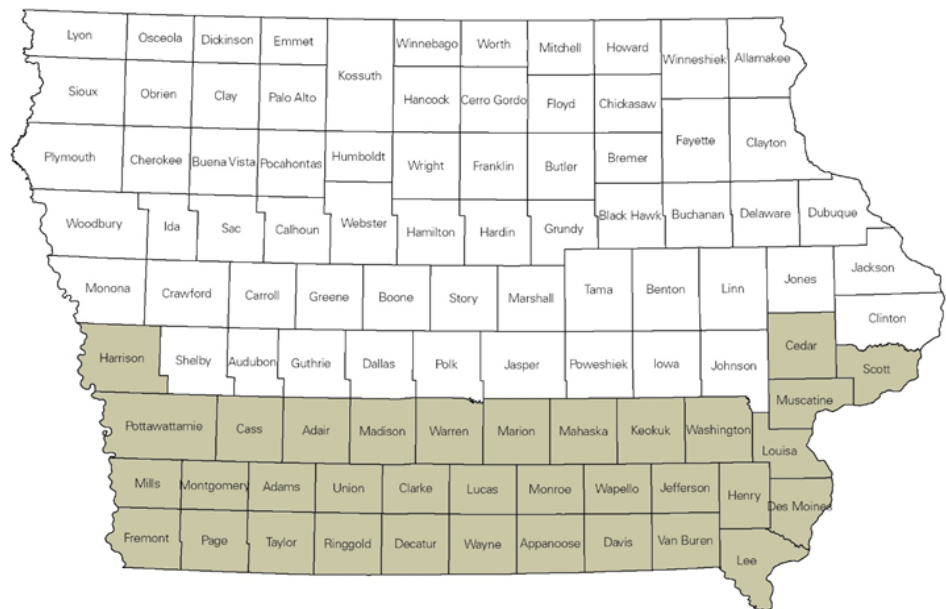 Lyon Osceola Dickinson Emmet Winnebago Worth Mitchell Howard Winneshiek Allamakee
Kossuth
Sioux Obrien Clay Palo Alto Hancock Cerro Gordo Floyd Chickasaw
Fayette Clayton
Plymouth Cherokee Buena Vista Pocahontas Humboldt Wright Franklin Butler Bremer
Woodbury Ida Sac Calhoun Webster Hamilton Hardin Grundy Black Hawk Buchanan Delaware Dubuque
Monona Crawford Carroll Greene Boone Story Marshall Tama Benton Linn Jones Jackson
Clinton
Harrison Shelby Audubon Guthrie Dallas Polk Jasper Poweshiek Iowa Johnson Cedar Scott
Muscatine
Pottawattamie Cass Adair Madison Warren Marion Mahaska Keokuk Washington
Louisa
Mills Montgomery Adams Union Clarke Lucas Monroe Wapello Jefferson Henry Des Moines
Fremont Page Taylor Ringgold Decatur Wayne Appanoose Davis Van Buren Lee